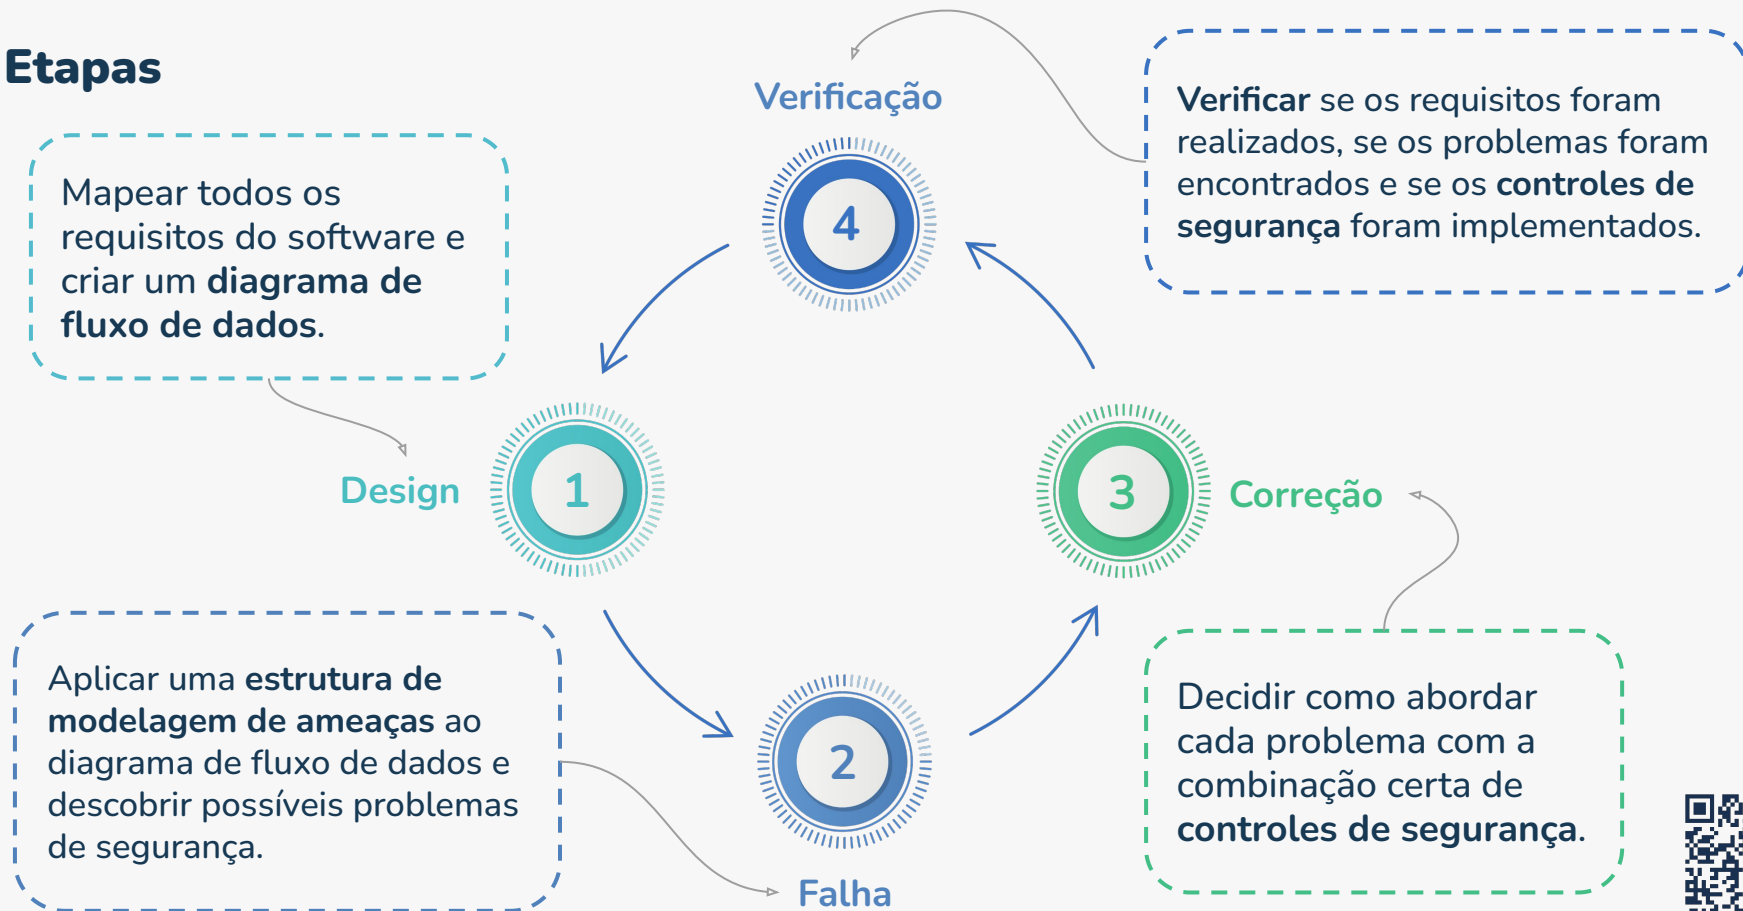 Etapas
Verificação
4
Verificar se os requisitos foram
realizados, se os problemas foram
encontrados e se os controles de
segurança foram implementados.
Mapear todos os
requisitos do software e
criar um diagrama de
fluxo de dados.
Design
1
3
Correção
Aplicar uma estrutura de
modelagem de ameaças ao
diagrama de fluxo de dados e
descobrir possíveis problemas
de segurança.
2
Falha
Decidir como abordar
cada problema com a
combinação certa de
controles de segurança.